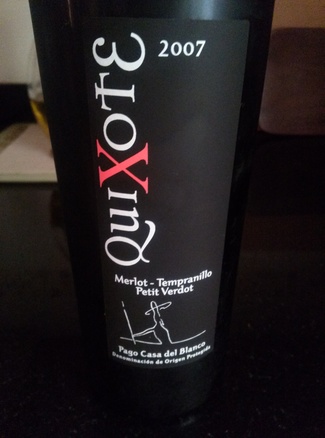 QuiXotE
2007
Merlot - Tempranillo
Petit Verdot
Pago Casa del Blanco
Denominación de Origen Protegida